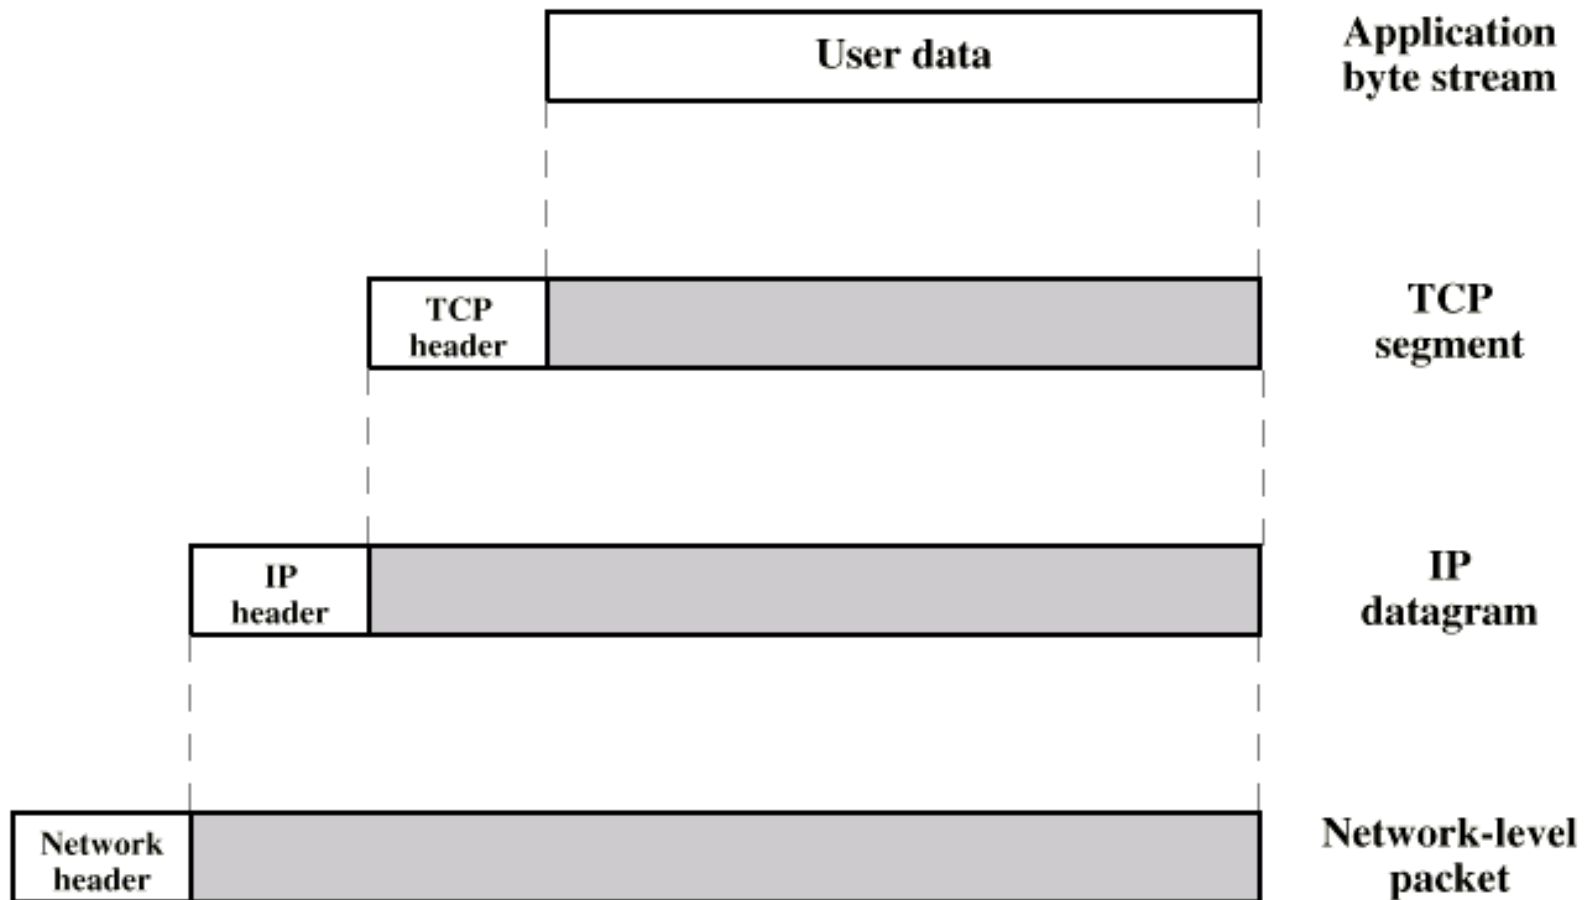 User data
Application
byte stream
TCP
header
TCP
segment
IP
header
IP
datagram
Network
header
Network-level
packet